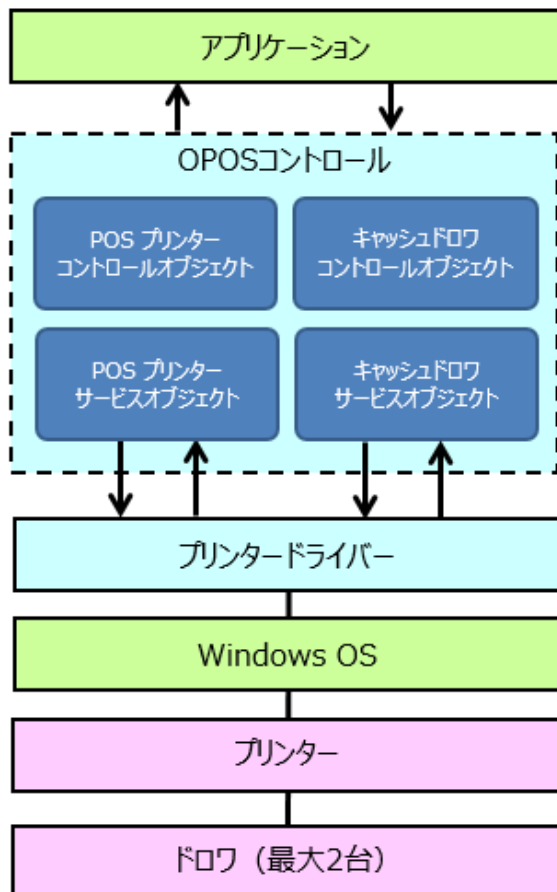 アプリケーション
OPOSコントロール
POS プリンター
コントロールオブジェクト
キャッシュドロワ
コントロールオブジェクト
POS プリンター
サービスオブジェクト
キャッシュドロワ
サービスオブジェクト
プリンタードライバー
Windows OS
プリンター
ドロワ（最大2台）